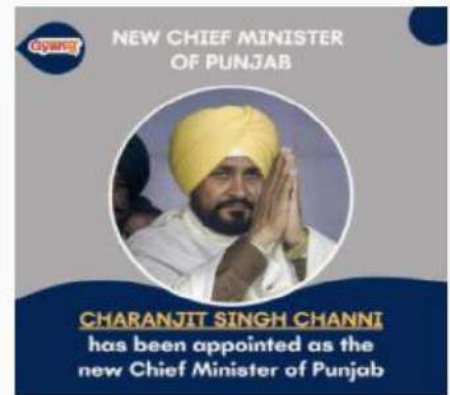 NEW CHIEF MINISTER
OF PUNJAB
CHARANJIT SINGH CHANNI
has been appointed as the
new Chief Minister of Punjab